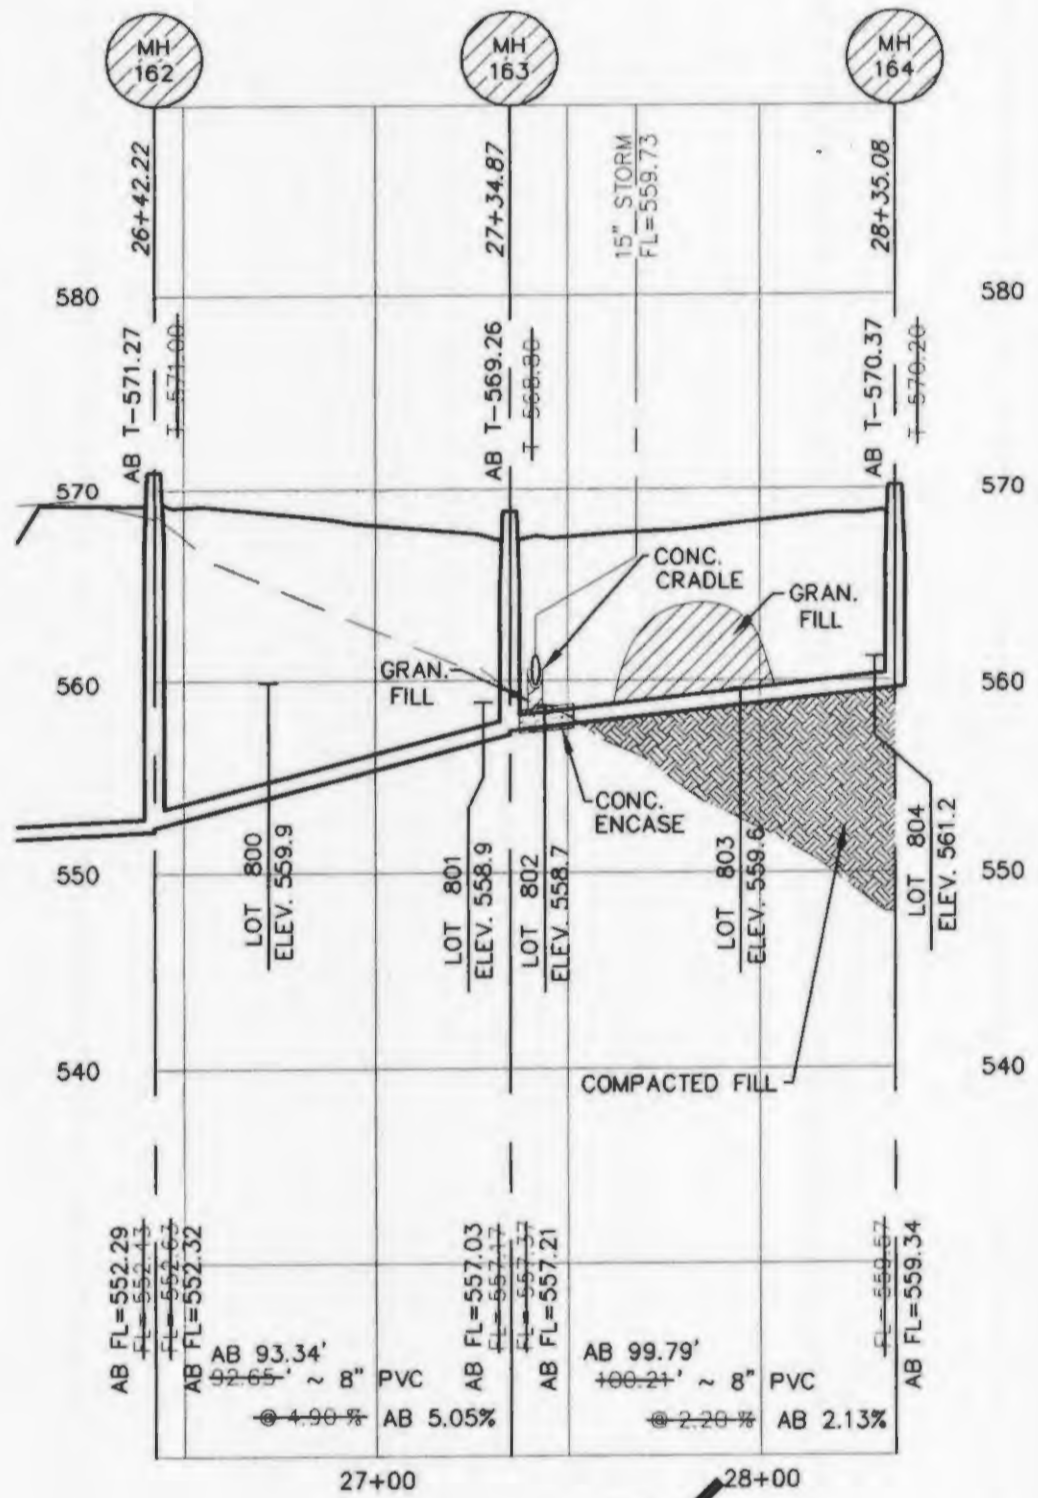 MH
162
MH
163
MH
164
26+42.22
27+34.87
15" STORM
FL=559.73
28+35.08
580
580
AB T-571.27
T-571.00
AB T-569.26
T-568.80
AB T-570.37
T-570.20
570
570
CONC.
CRADLE
GRAN.
FILL
GRAN.
FILL
560
560
CONC.
ENCASE
LOT 800
ELEV. 559.9
LOT 801
ELEV. 558.9
LOT 802
ELEV. 558.7
LOT 803
ELEV. 559.6
LOT 804
ELEV. 561.2
550
550
540
540
COMPACTED FILL
AB FL=552.29
FL=552.43
FL=552.63
AB FL=552.32
AB FL=557.03
FL=557.17
FL=557.37
AB FL=557.21
FL=559.57
AB FL=559.34
AB 93.34'
92.65' ~ 8" PVC
@ 4.90 % AB 5.05%
AB 99.79'
100.21' ~ 8" PVC
@ 2.20 % AB 2.13%
27+00
28+00